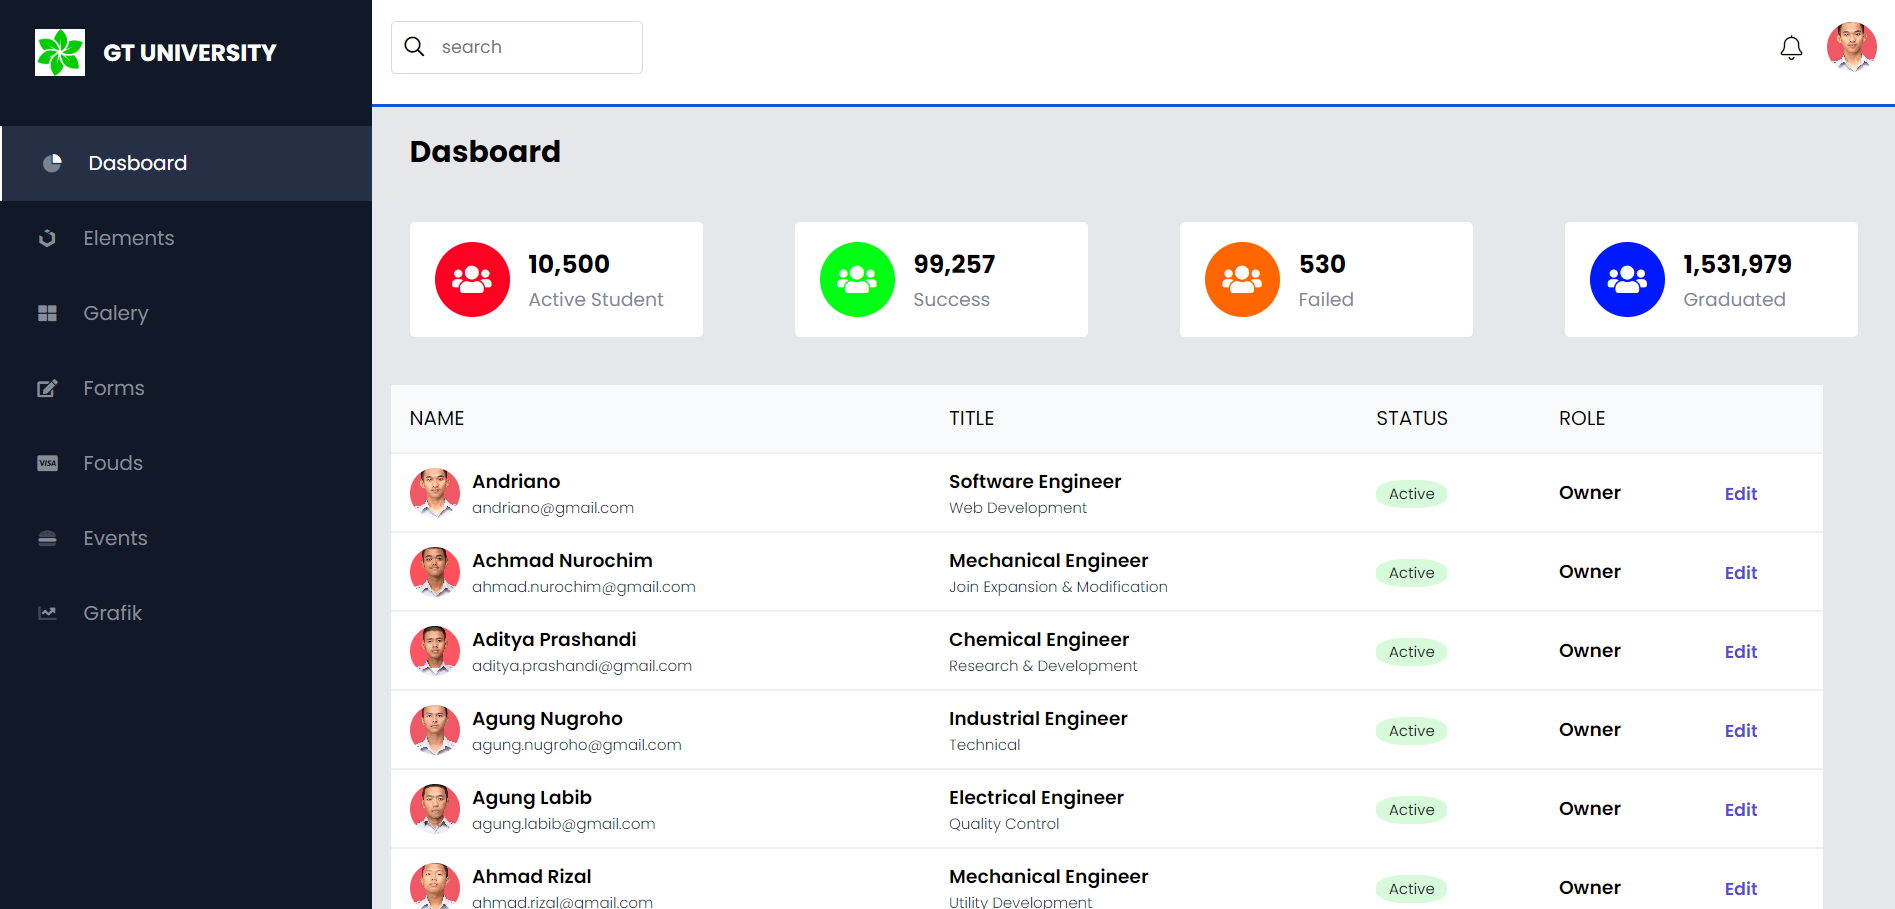 GT UNIVERSITY
search
Dasboard
Elements
Galery
Forms
VISA
Fouds
Events
Grafik
Dasboard
10,500
Active Student
99,257
Success
530
Failed
1,531,979
Graduated
NAME TITLE STATUS ROLE
Andriano Software Engineer Active Owner Edit
andriano@gmail.com Web Development
Achmad Nurochim Mechanical Engineer Active Owner Edit
ahmad.nurochim@gmail.com Join Expansion & Modification
Aditya Prashandi Chemical Engineer Active Owner Edit
aditya.prashandi@gmail.com Research & Development
Agung Nugroho Industrial Engineer Active Owner Edit
agung.nugroho@gmail.com Technical
Agung Labib Electrical Engineer Active Owner Edit
agung.labib@gmail.com Quality Control
Ahmad Rizal Mechanical Engineer Active Owner Edit
ahmad.rizal@gmail.com Utility Development